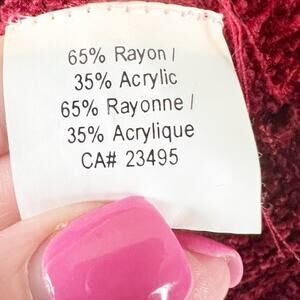 65% Rayon /
35% Acrylic
65% Rayonne /
35% Acrylique
CA# 23495